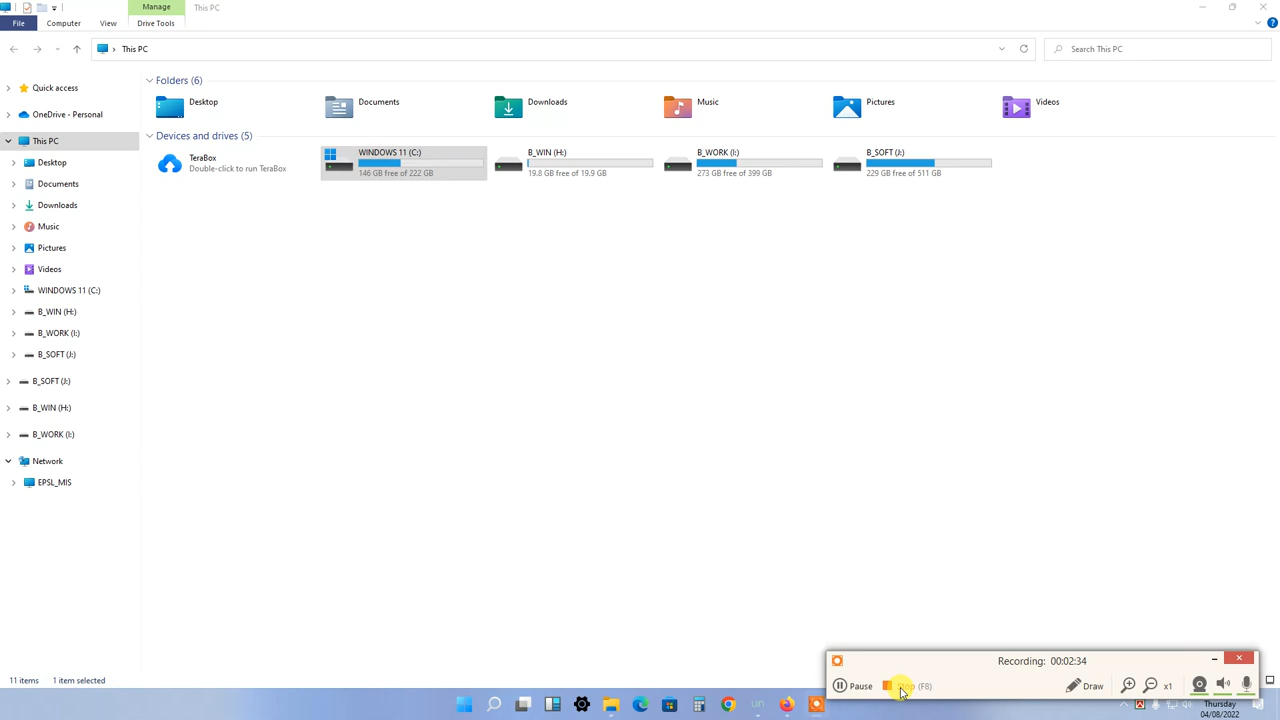 Manage
This PC
File
Computer
View
Drive Tools
This PC
Search This PC
Quick access
OneDrive - Personal
This PC
Desktop
Documents
Downloads
Music
Pictures
Videos
WINDOWS 11 (C:)
B_WIN (H:)
B_WORK (I:)
B_SOFT (J:)
B_SOFT (J:)
B_WIN (H:)
B_WORK (I:)
Network
EPSL_MIS
Folders (6)
Desktop
Documents
Downloads
Music
Pictures
Videos
Devices and drives (5)
TeraBox
Double-click to run TeraBox
WINDOWS 11 (C:)
146 GB free of 222 GB
B_WIN (H:)
19.8 GB free of 19.9 GB
B_WORK (I:)
273 GB free of 399 GB
B_SOFT (J:)
229 GB free of 511 GB
Recording: 00:02:34
Pause
Stop (F8)
Draw
x1
11 items
1 item selected
un
Thursday
04/08/2022